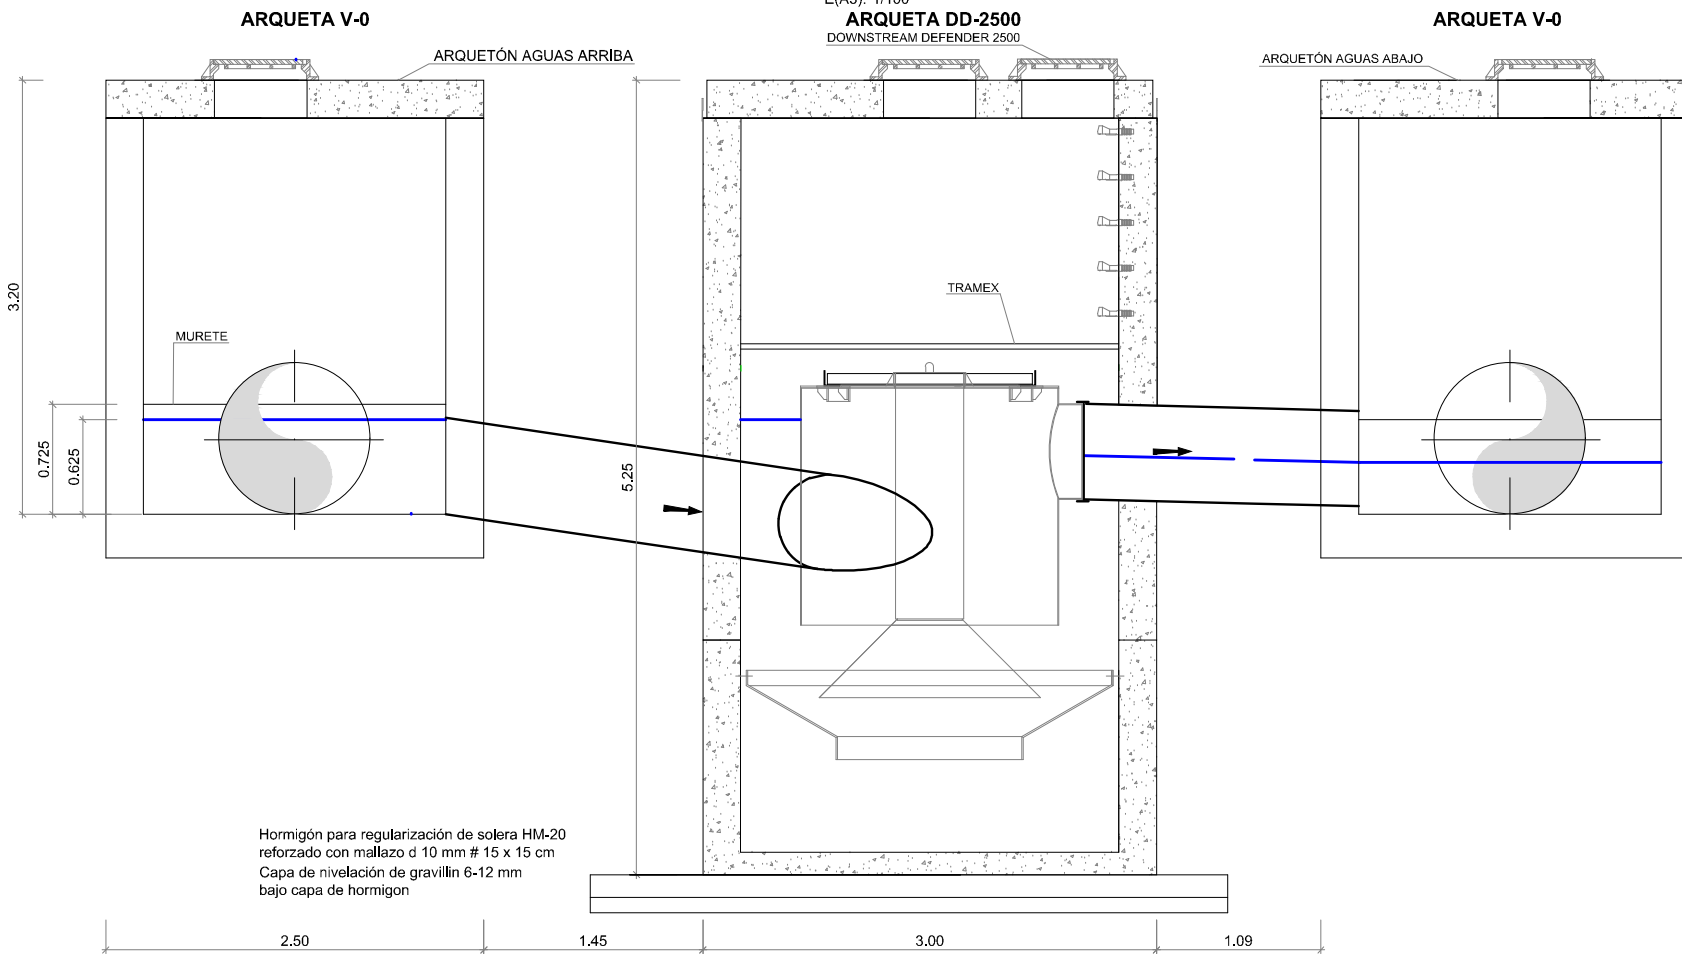 E(A3): 1/100
ARQUETA V-0
ARQUETA DD-2500
ARQUETA V-0
DOWNSTREAM DEFENDER 2500
ARQUETÓN AGUAS ARRIBA
ARQUETÓN AGUAS ABAJO
3.20
TRAMEX
MURETE
0.725
0.625
5.25
Hormigón para regularización de solera HM-20
reforzado con mallazo d 10 mm # 15 x 15 cm
Capa de nivelación de gravillin 6-12 mm
bajo capa de hormigon
2.50
1.45
3.00
1.09